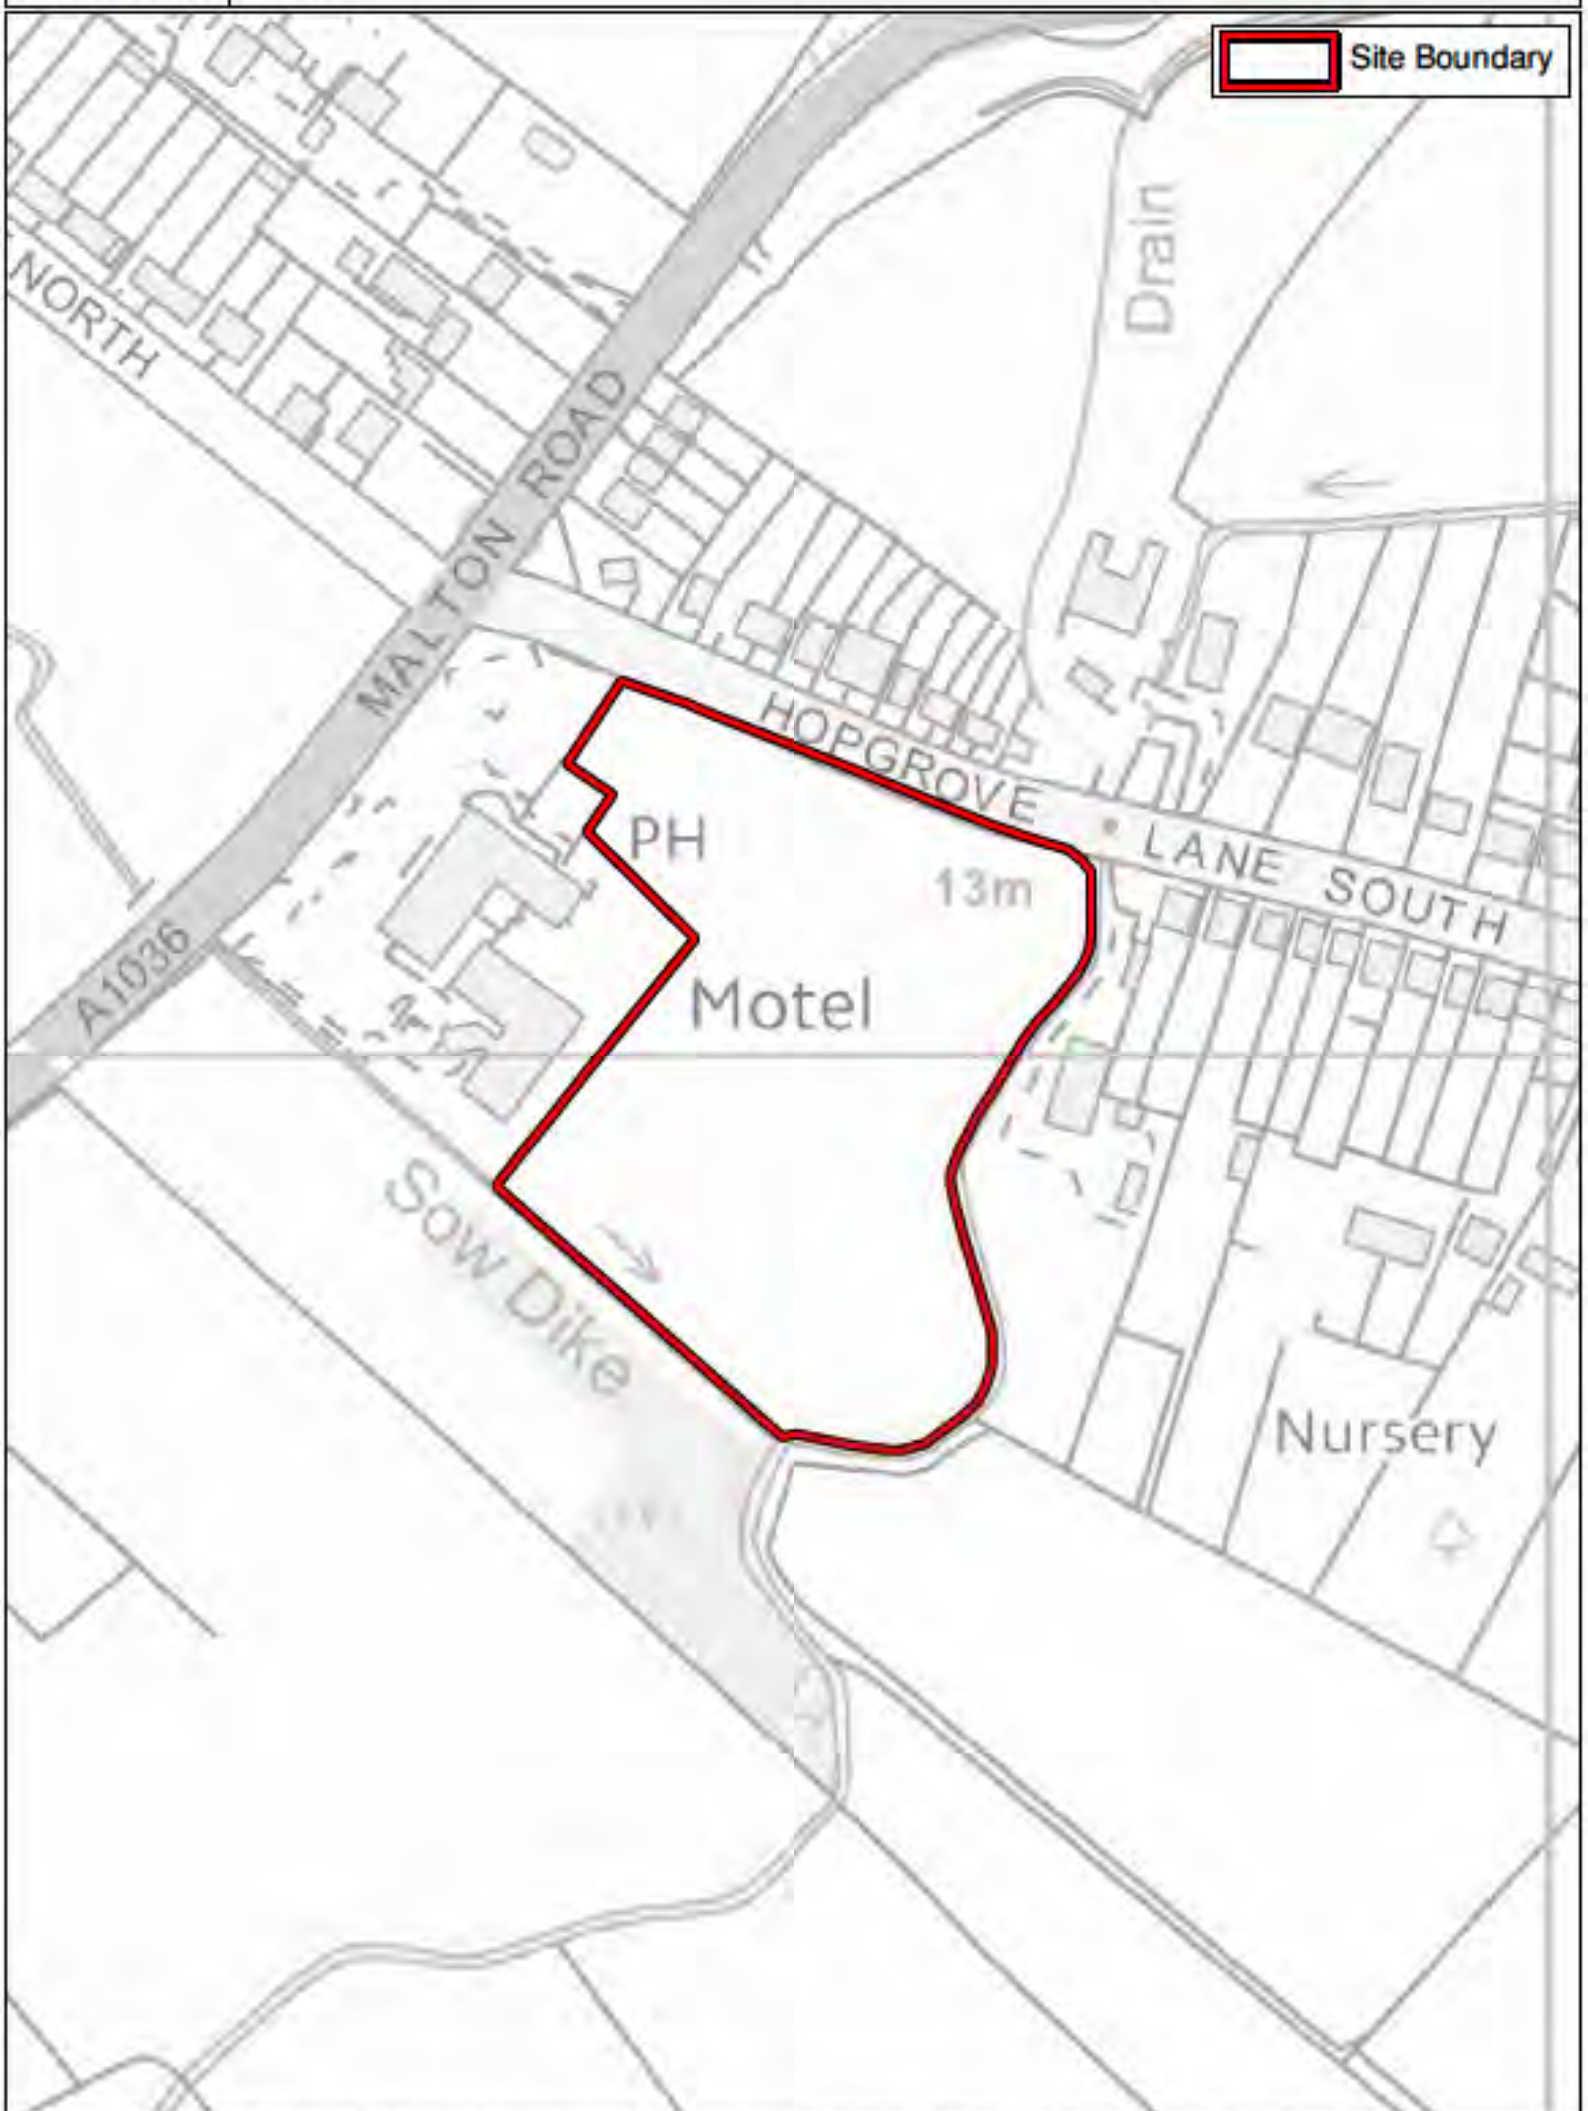 Site Boundary
Drain
NORTH
MALTON ROAD
HOPGROVE LANE SOUTH
PH
13m
A1036
Motel
Sow Dike
Nursery